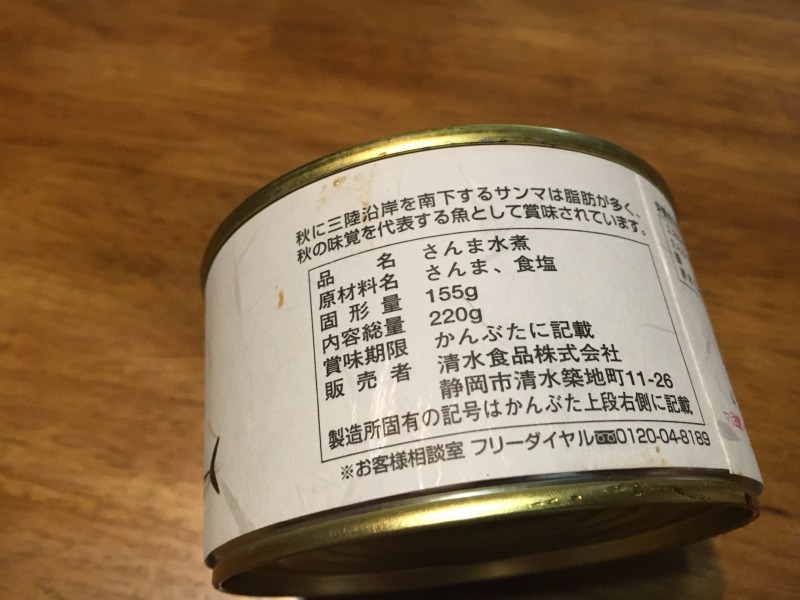 秋に三陸沿岸を南下するサンマは脂肪が多く、
秋の味覚を代表する魚として賞味されています。
品名 さんま水煮
原材料名 さんま、食塩
固形量 155g
内容総量 220g
賞味期限 かんぶたに記載
販売者 清水食品株式会社
静岡市清水築地町11-26
製造所固有の記号はかんぶた上段右側に記載
※お客様相談室 フリーダイヤル 0120-04-8189